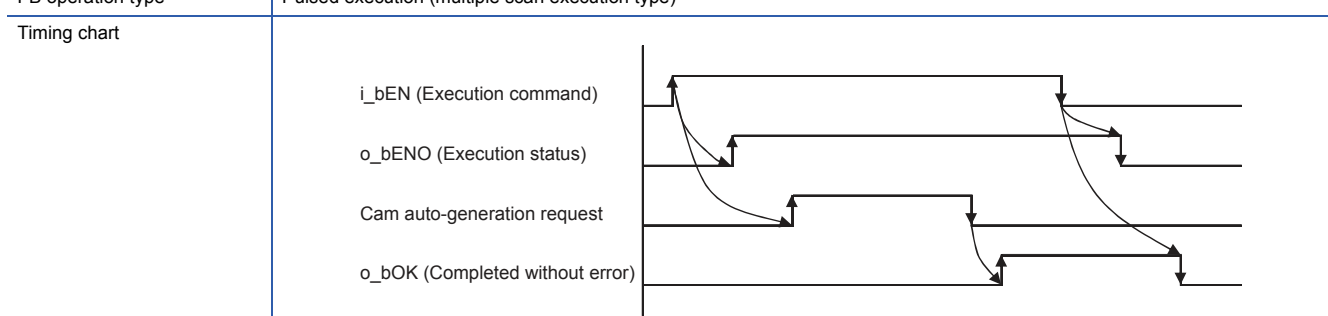 FB operation type Pulsed execution (multiple scan execution type)
Timing chart
i_bEN (Execution command)
o_bENO (Execution status)
Cam auto-generation request
o_bOK (Completed without error)